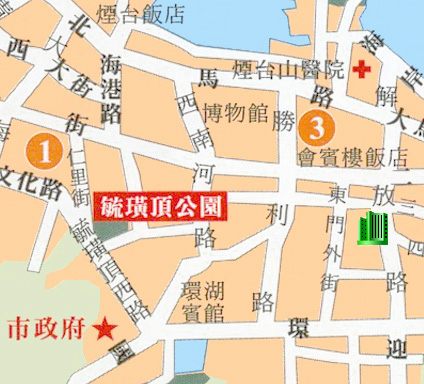 煙台飯店
北
大
街
西
大
街
海
港
路
馬
路
大
煙台山醫院
海
岸
解
放
路
西
南
河
路
博物館
勝
利
路
3
會賓樓飯店
1
仁
里
街
文化路
毓璜頂公園
東
門
外
街
毓
璜
頂
西
路
環湖
賓館
市政府
環
迎
二
西